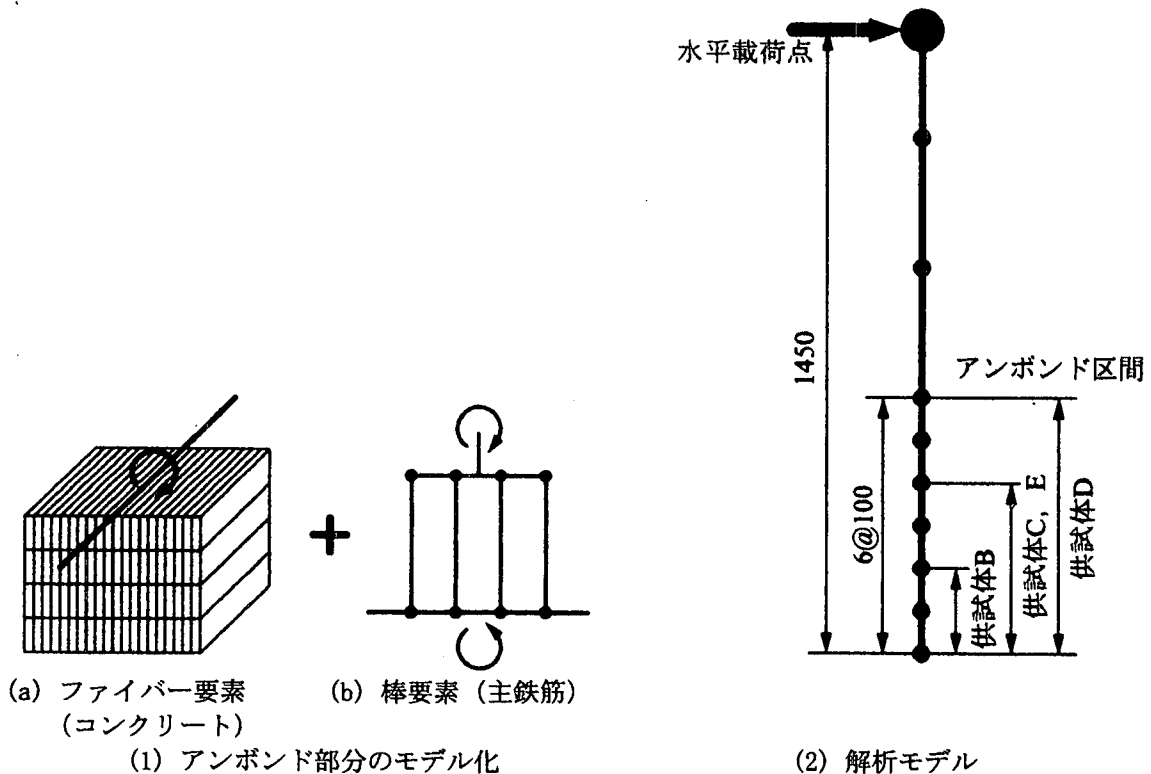 水平載荷点
1450
アンボンド区間
6@100
供試体B
供試体C, E
供試体D
(a) ファイバー要素
(コンクリート)
(b) 棒要素 (主鉄筋)
(1) アンボンド部分のモデル化
(2) 解析モデル